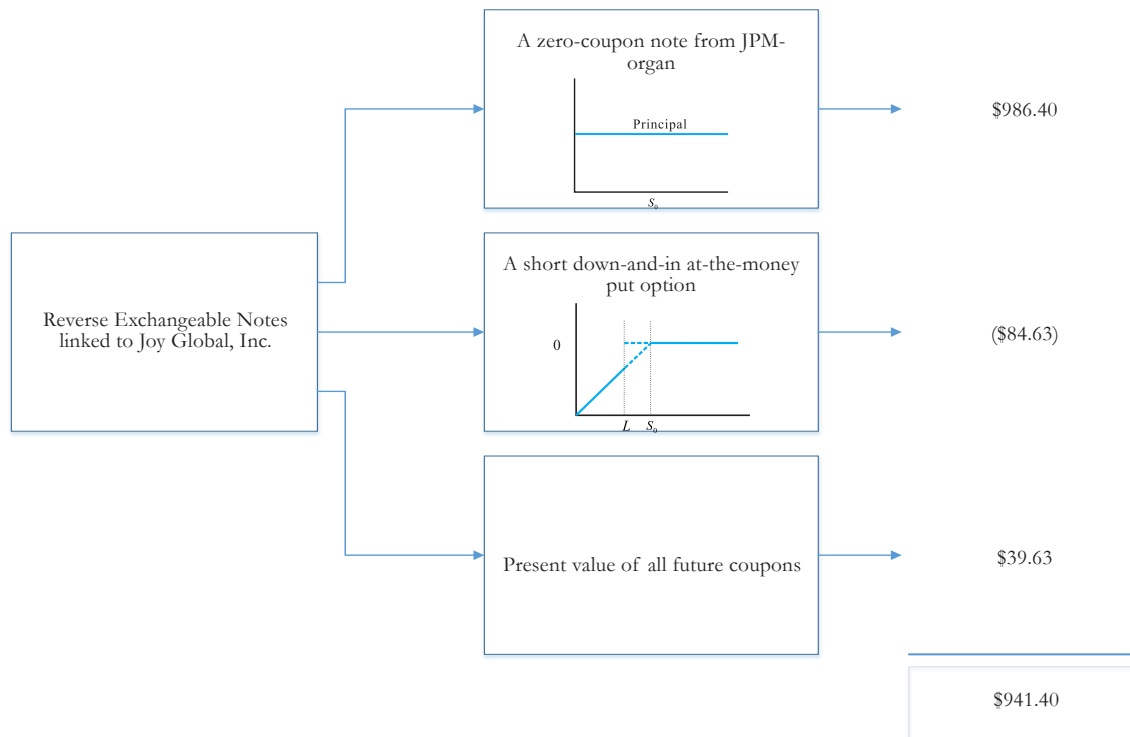 A zero-coupon note from JPM-
organ
Principal
S₀
$986.40
Reverse Exchangeable Notes
linked to Joy Global, Inc.
A short down-and-in at-the-money
put option
0
L S₀
($84.63)
Present value of all future coupons
$39.63
$941.40